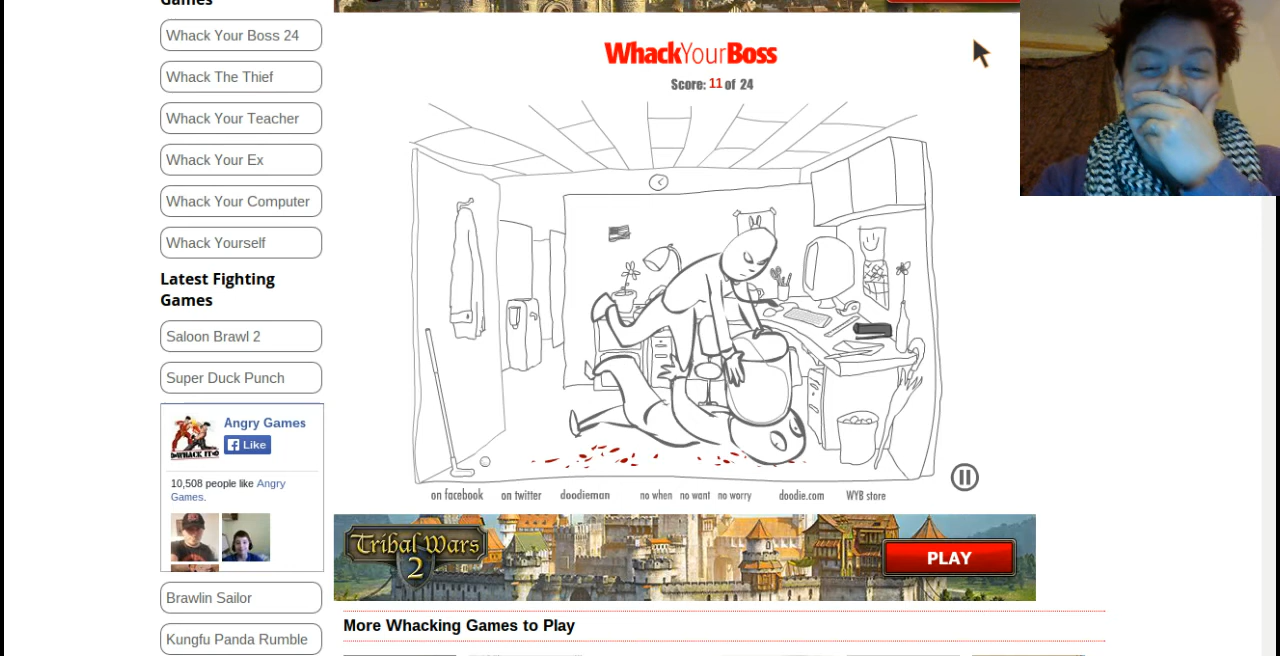 Games
Whack Your Boss 24
Whack The Thief
Whack Your Teacher
Whack Your Ex
Whack Your Computer
Whack Yourself
Latest Fighting
Games
Saloon Brawl 2
Super Duck Punch
Angry Games
Like
10,508 people like Angry
Games.
Brawlin Sailor
Kungfu Panda Rumble
WhackYourBoss
Score: 11 of 24
on facebook on twitter doodieman no when no want no worry doodie.com WYB store
Tribal Wars
2
PLAY
More Whacking Games to Play